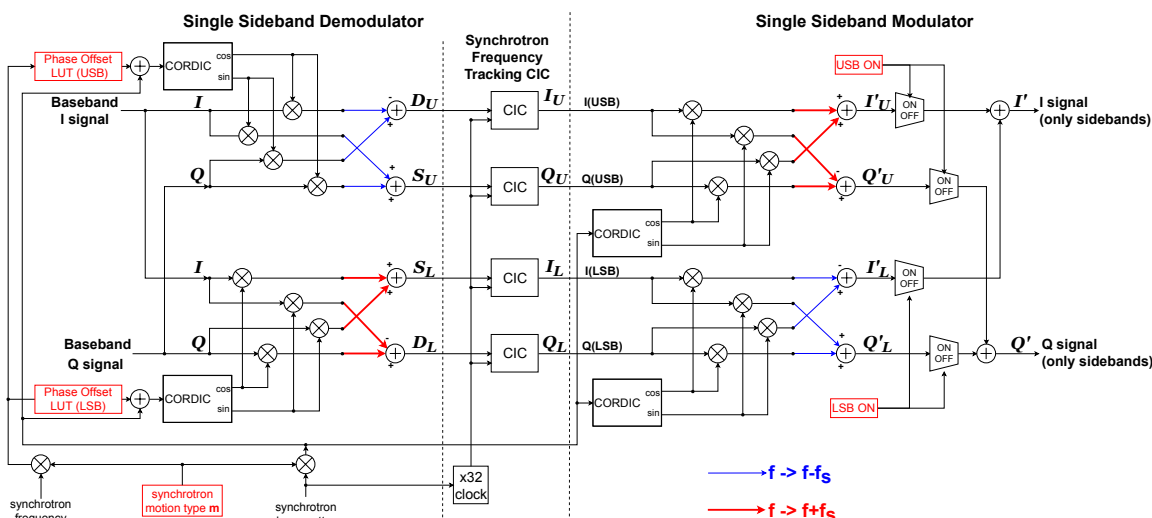 Single Sideband Demodulator
Single Sideband Modulator
Synchrotron
Frequency
Tracking CIC
Phase Offset
LUT (USB)
CORDIC
cos
sin
USB ON
Baseband
I signal
I
-
+
+
D_U
CIC
I_U
I(USB)
+
+
I'_U
ON
OFF
I'
I signal
(only sidebands)
Q
+
+
S_U
CIC
Q_U
Q(USB)
-
+
Q'_U
ON
OFF
CORDIC
cos
sin
I
+
+
S_L
CIC
I_L
I(LSB)
-
+
I'_L
ON
OFF
Baseband
Q signal
Q
-
+
D_L
CIC
Q_L
Q(LSB)
+
+
Q'_L
ON
OFF
Q'
Q signal
(only sidebands)
Phase Offset
LUT (LSB)
CORDIC
cos
sin
CORDIC
cos
sin
LSB ON
x32
clock
f -> f-fs
f -> f+fs
synchrotron
synchrotron
motion type m
synchrotron
frequency